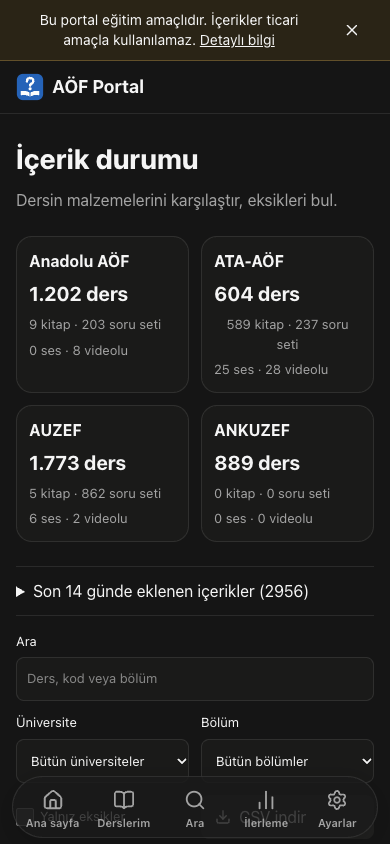 Bu portal eğitim amaçlıdır. İçerikler ticari
amaçla kullanılamaz. Detaylı bilgi
AÖF Portal
İçerik durumu
Dersin malzemelerini karşılaştır, eksikleri bul.
Anadolu AÖF
1.202 ders
9 kitap · 203 soru seti
0 ses · 8 videolu
ATA-AÖF
604 ders
589 kitap · 237 soru
seti
25 ses · 28 videolu
AUZEF
1.773 ders
5 kitap · 862 soru seti
6 ses · 2 videolu
ANKUZEF
889 ders
0 kitap · 0 soru seti
0 ses · 0 videolu
Son 14 günde eklenen içerikler (2956)
Ara
Ders, kod veya bölüm
Üniversite
Bölüm
Bütün üniversiteler
Bütün bölümler
Yalnız eksikler
CSV indir
Ana sayfa
Derslerim
Ara
İlerleme
Ayarlar